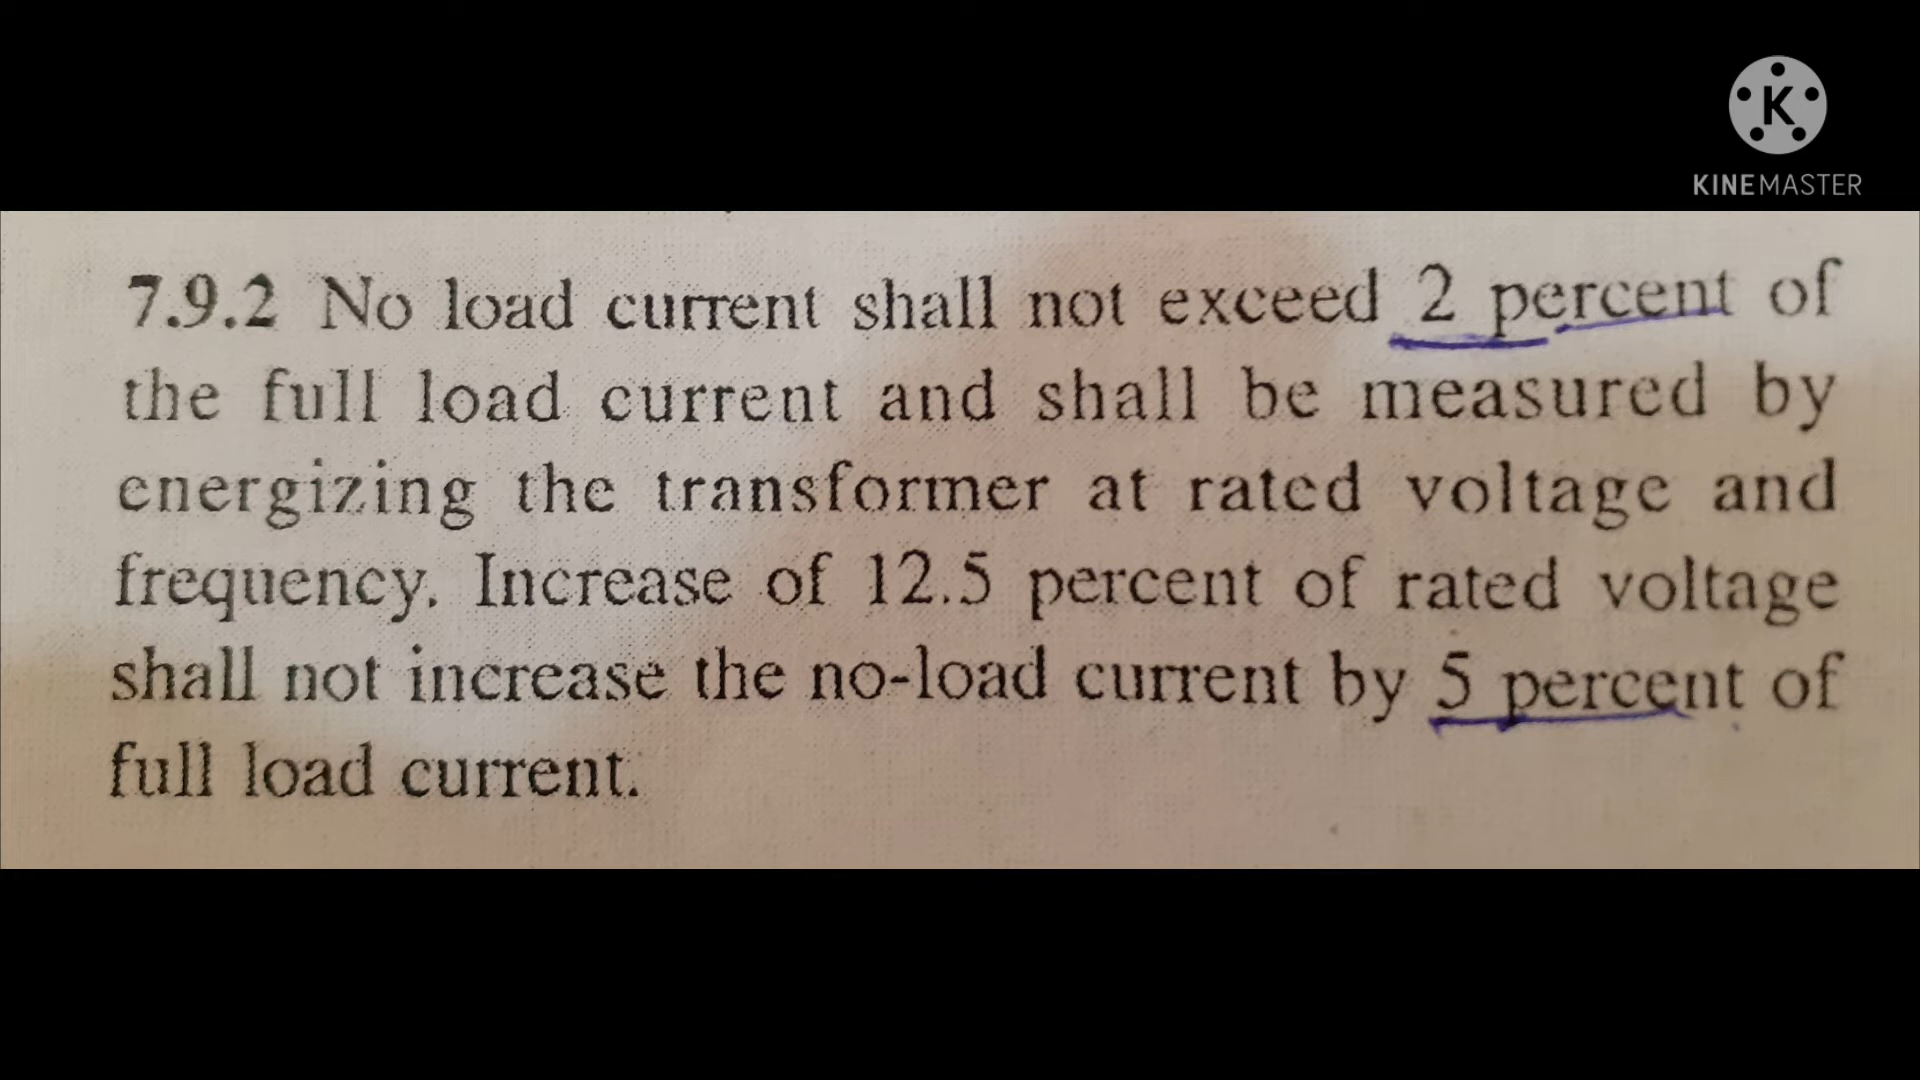 K
KINEMASTER
7.9.2 No load current shall not exceed 2 percent of
the full load current and shall be measured by
energizing the transformer at rated voltage and
frequency. Increase of 12.5 percent of rated voltage
shall not increase the no-load current by 5 percent of
full load current.